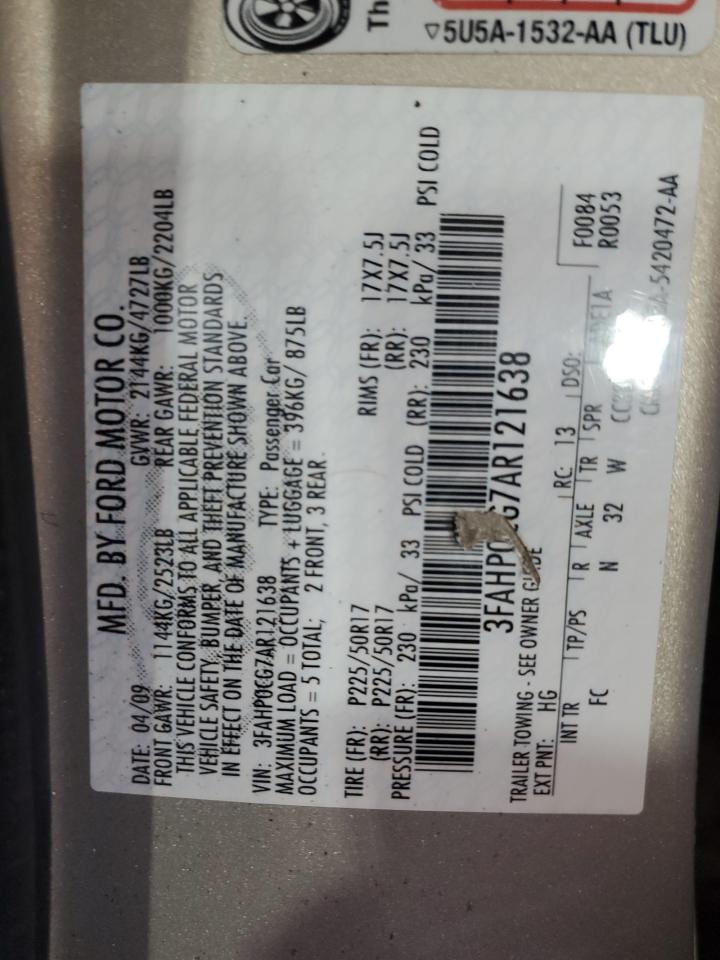 Th
▽5U5A-1532-AA (TLU)
MFD. BY FORD MOTOR CO.
DATE: 04/09 GVWR: 2144KG/4727LB
FRONT GAWR: 1144KG/2523LB REAR GAWR: 1000KG/2204LB
THIS VEHICLE CONFORMS TO ALL APPLICABLE FEDERAL MOTOR
VEHICLE SAFETY, BUMPER, AND THEFT PREVENTION STANDARDS
IN EFFECT ON THE DATE OF MANUFACTURE SHOWN ABOVE.
VIN: 3FAHP0CG7AR121638 TYPE: Passenger Car
MAXIMUM LOAD = OCCUPANTS + LUGGAGE = 396KG/ 875LB
OCCUPANTS = 5 TOTAL; 2 FRONT, 3 REAR
TIRE (FR): P225/50R17 RIMS (FR): 17X7.5J
(RR): P225/50R17 (RR): 17X7.5J
PRESSURE (FR): 230 kPa/ 33 PSI COLD (RR): 230 kPa/ 33 PSI COLD
3FAHP0CG7AR121638
TRAILER TOWING - SEE OWNER GUIDE
EXT PNT: HG RC: 13 DSO: F0084
R0053
INT TR TP/PS R AXLE TR SPR
FC N 32 W
5420472-AA